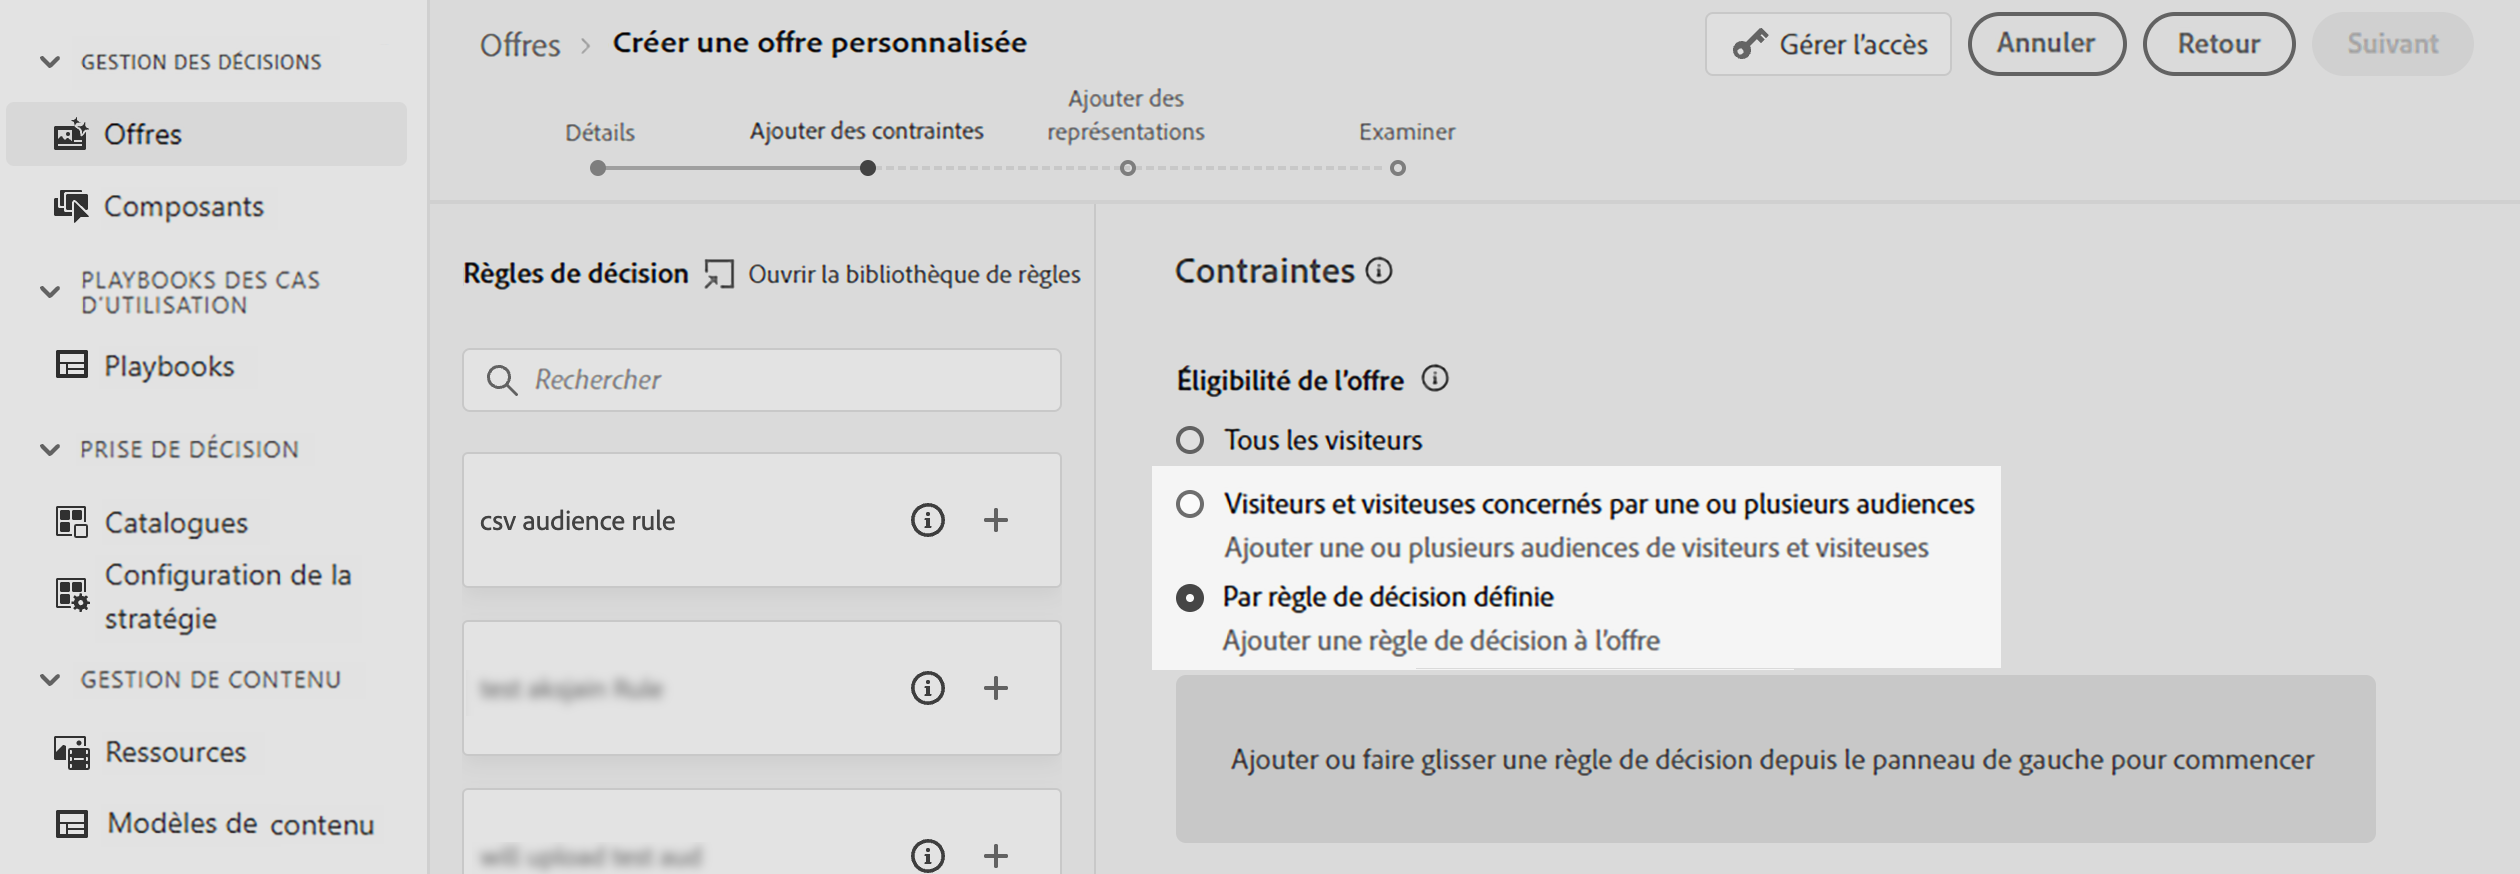 GESTION DES DÉCISIONS
Offres
Composants
PLAYBOOKS DES CAS
D'UTILISATION
Playbooks
PRISE DE DÉCISION
Catalogues
Configuration de la
stratégie
GESTION DE CONTENU
Ressources
Modèles de contenu
Offres > Créer une offre personnalisée
Gérer l'accès
Annuler
Retour
Suivant
Détails
Ajouter des contraintes
Ajouter des
représentations
Examiner
Règles de décision
Ouvrir la bibliothèque de règles
Rechercher
csv audience rule
Contraintes
Éligibilité de l'offre
Tous les visiteurs
Visiteurs et visiteuses concernés par une ou plusieurs audiences
Ajouter une ou plusieurs audiences de visiteurs et visiteuses
Par règle de décision définie
Ajouter une règle de décision à l'offre
Ajouter ou faire glisser une règle de décision depuis le panneau de gauche pour commencer